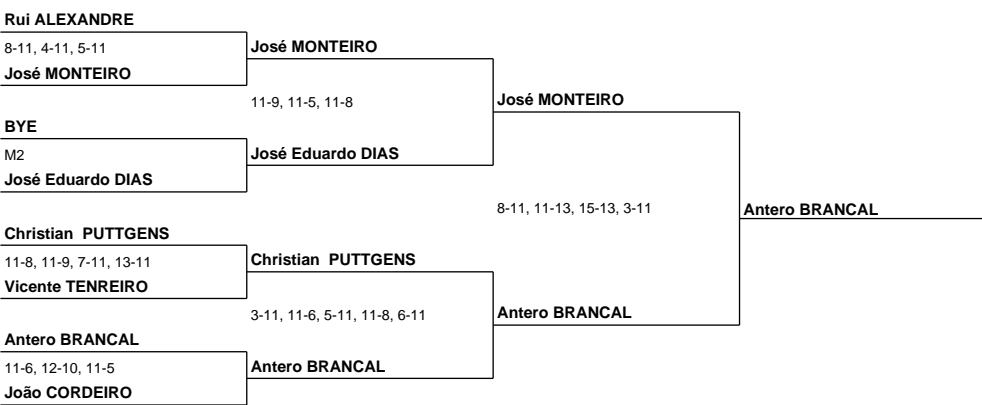 Rui ALEXANDRE
8-11, 4-11, 5-11
José MONTEIRO
José MONTEIRO
11-9, 11-5, 11-8
José MONTEIRO
BYE
M2
José Eduardo DIAS
José Eduardo DIAS
8-11, 11-13, 15-13, 3-11
Antero BRANCAL
Christian PUTTGENS
11-8, 11-9, 7-11, 13-11
Christian PUTTGENS
Vicente TENREIRO
3-11, 11-6, 5-11, 11-8, 6-11
Antero BRANCAL
Antero BRANCAL
11-6, 12-10, 11-5
Antero BRANCAL
João CORDEIRO